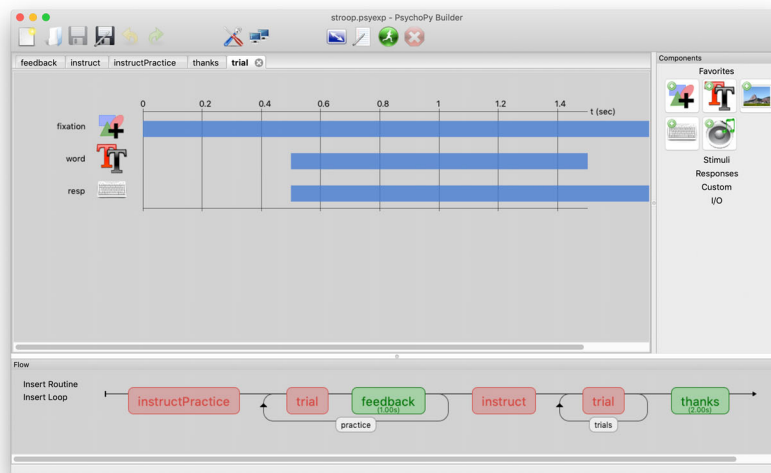 stroop.psyexp - PsychoPy Builder
feedback instruct instructPractice thanks trial
Components
Favorites
0 0.2 0.4 0.6 0.8 1 1.2 1.4 t (sec)
fixation
word
resp
Stimuli
Responses
Custom
I/O
Flow
Insert Routine
Insert Loop
instructPractice trial feedback instruct trial thanks
(1.00s) (2.00s)
practice trials